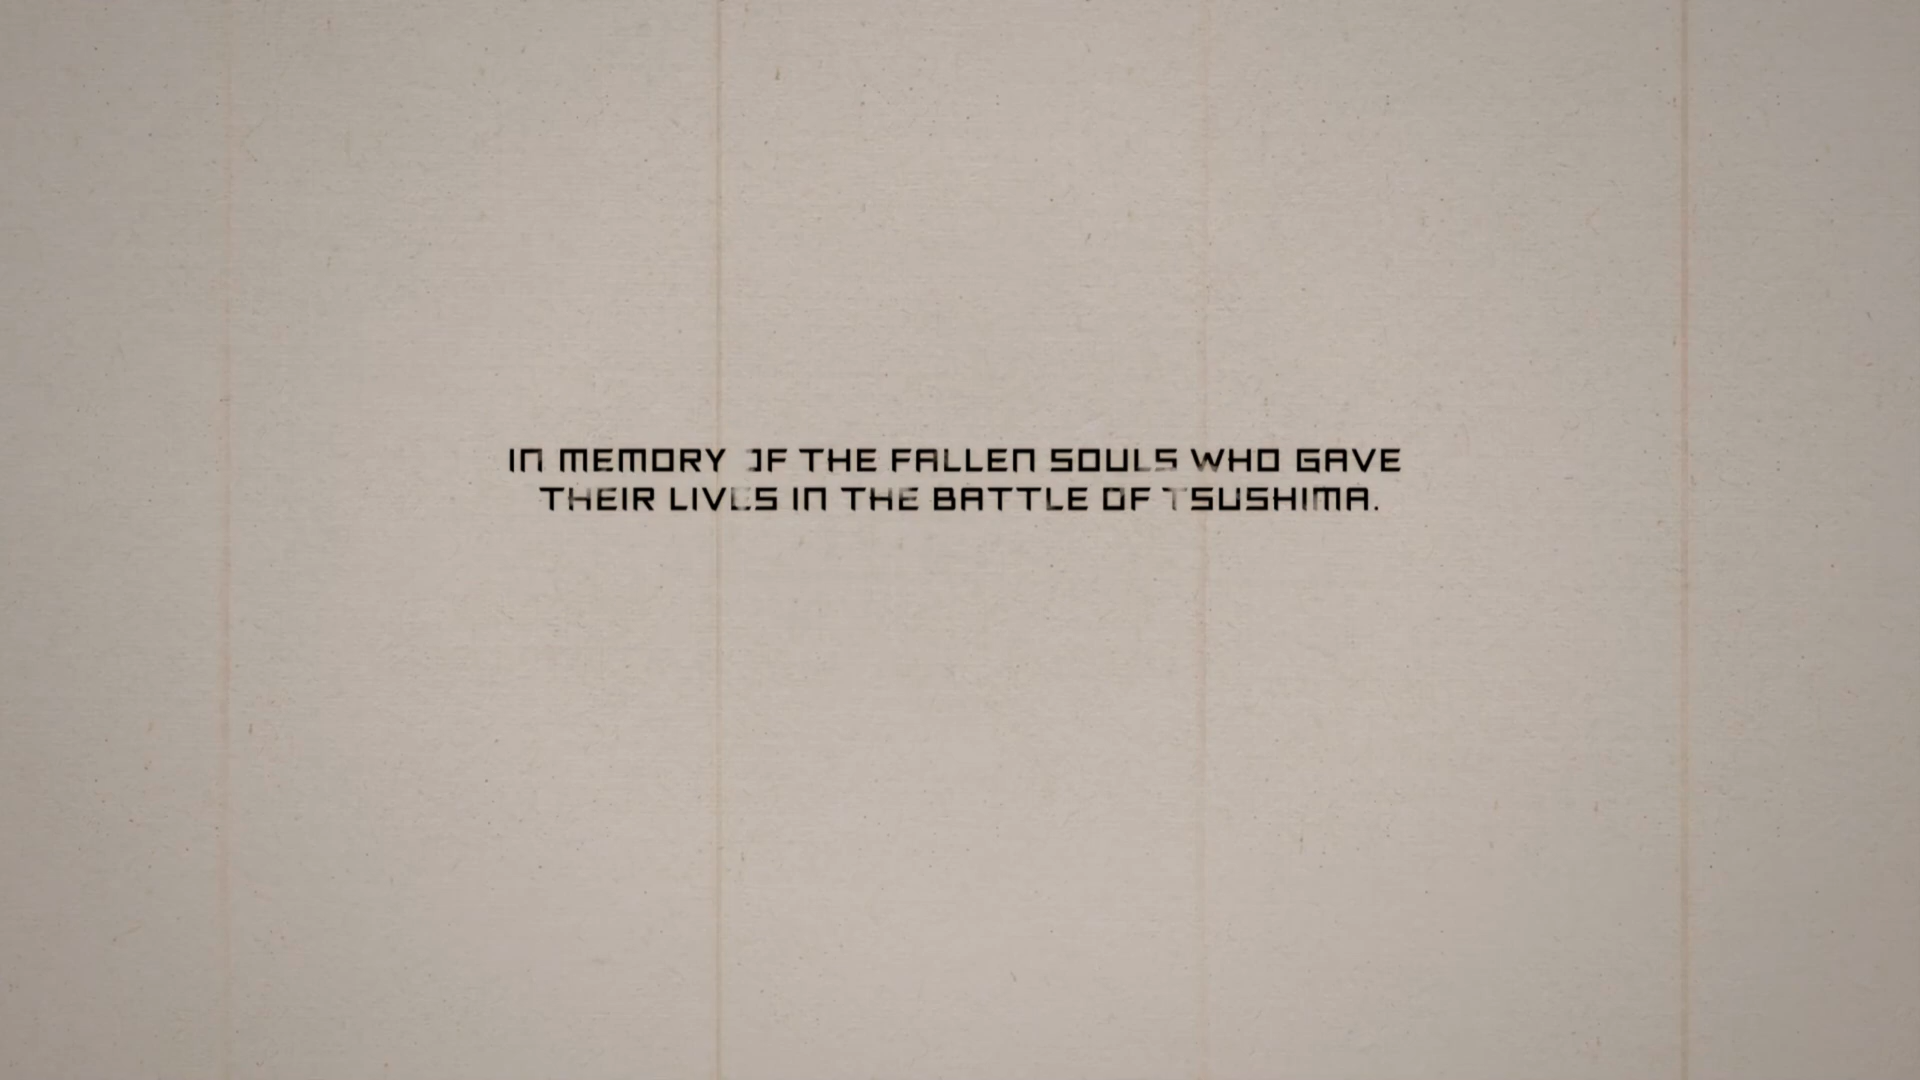 IN MEMORY OF THE FALLEN SOULS WHO GAVE
THEIR LIVES IN THE BATTLE OF TSUSHIMA.